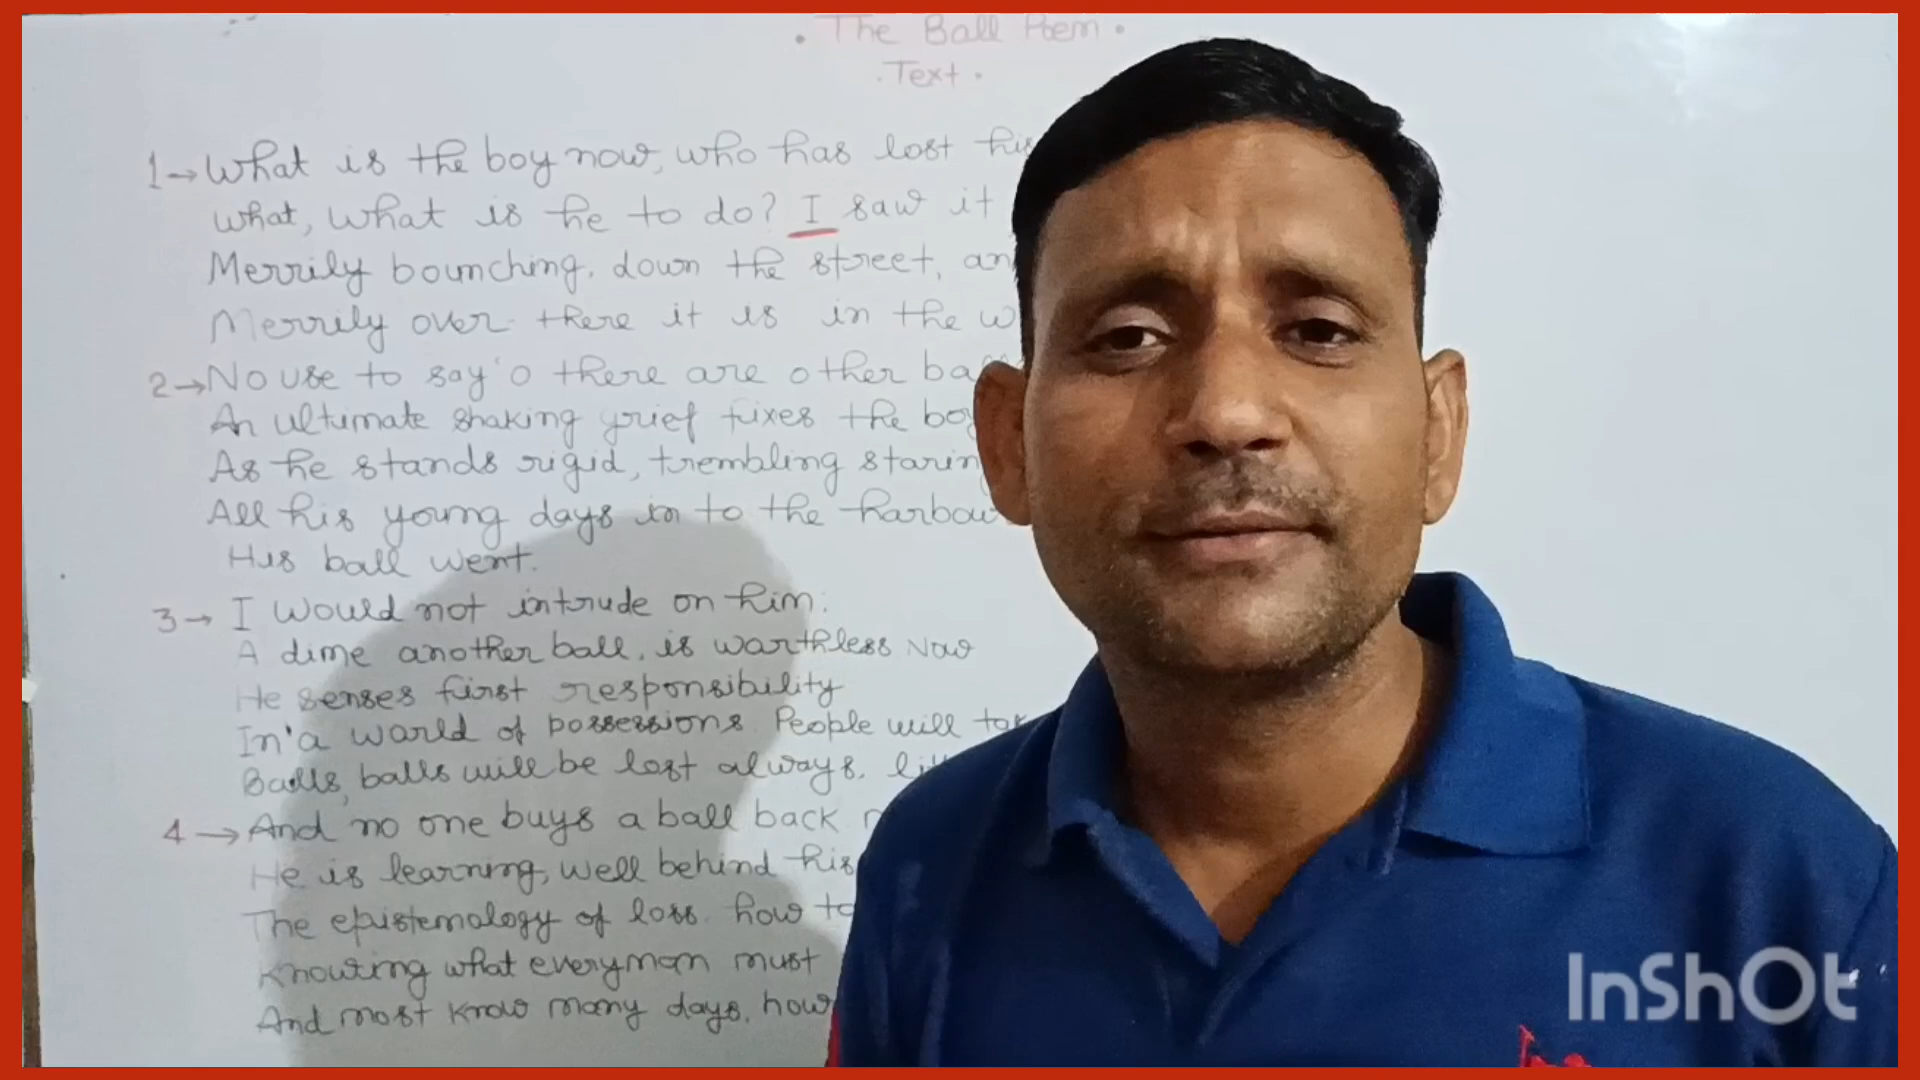 • The Ball Poem •
. Text .
1→ What is the boy now, who has lost his
what, what is he to do? I saw it
Merrily bounching, down the street, an
Merrily over there it is in the w
2→ No use to say 'o there are other ba
An ultimate shaking grief fixes the boy
As he stands rigid, trembling starin
All his young days in to the harbou
His ball went.
3→ I would not intrude on him.
A dime another ball, is warthless Now
He senses first responsibility
In'a world of possessions. People will tak
Balls, balls will be lost always, lit
4→ And no one buys a ball back
He is learning, well behind his
The epistemology of loss. how to
Knowing what everyman must
And most know many days, how
InShOt